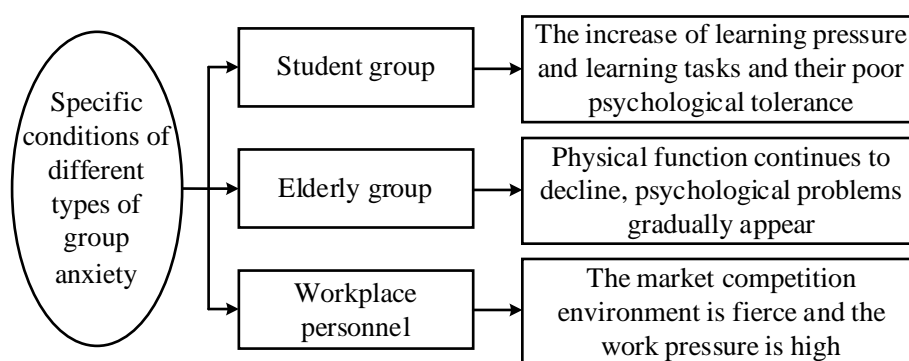 Specific
conditions of
different
types of
group
anxiety
Student group
The increase of learning pressure
and learning tasks and their poor
psychological tolerance
Elderly group
Physical function continues to
decline, psychological problems
gradually appear
Workplace
personnel
The market competition
environment is fierce and the
work pressure is high